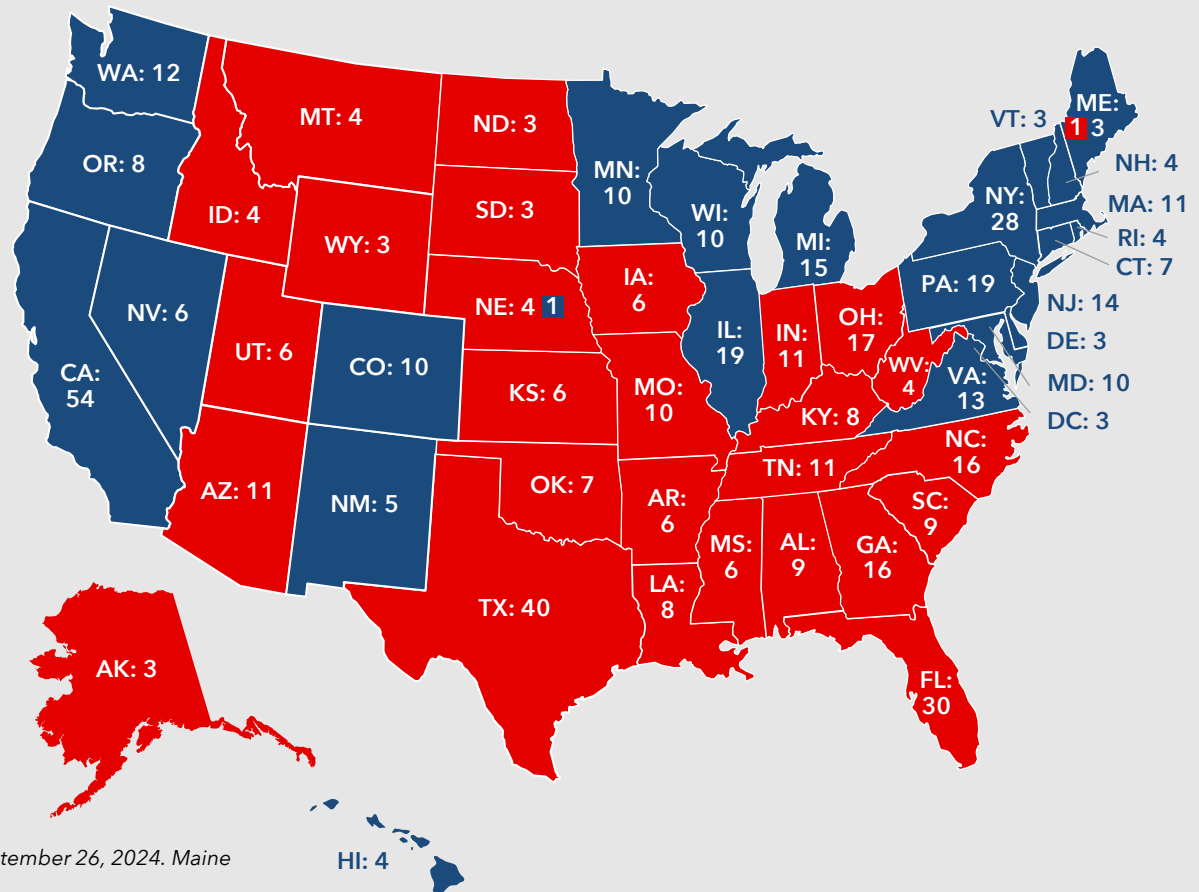 WA: 12
OR: 8
CA:
54
NV: 6
ID: 4
MT: 4
WY: 3
UT: 6
AZ: 11
CO: 10
NM: 5
ND: 3
SD: 3
NE: 4 1
KS: 6
OK: 7
TX: 40
MN:
10
IA:
6
MO:
10
AR:
6
LA:
8
WI:
10
IL:
19
MI:
15
IN:
11
OH:
17
KY: 8
TN: 11
MS:
6
AL:
9
GA:
16
FL:
30
SC:
9
NC:
16
WV:
4
VA:
13
PA: 19
NY:
28
VT: 3
ME:
1 3
NH: 4
MA: 11
RI: 4
CT: 7
NJ: 14
DE: 3
MD: 10
DC: 3
AK: 3
HI: 4
tember 26, 2024. Maine